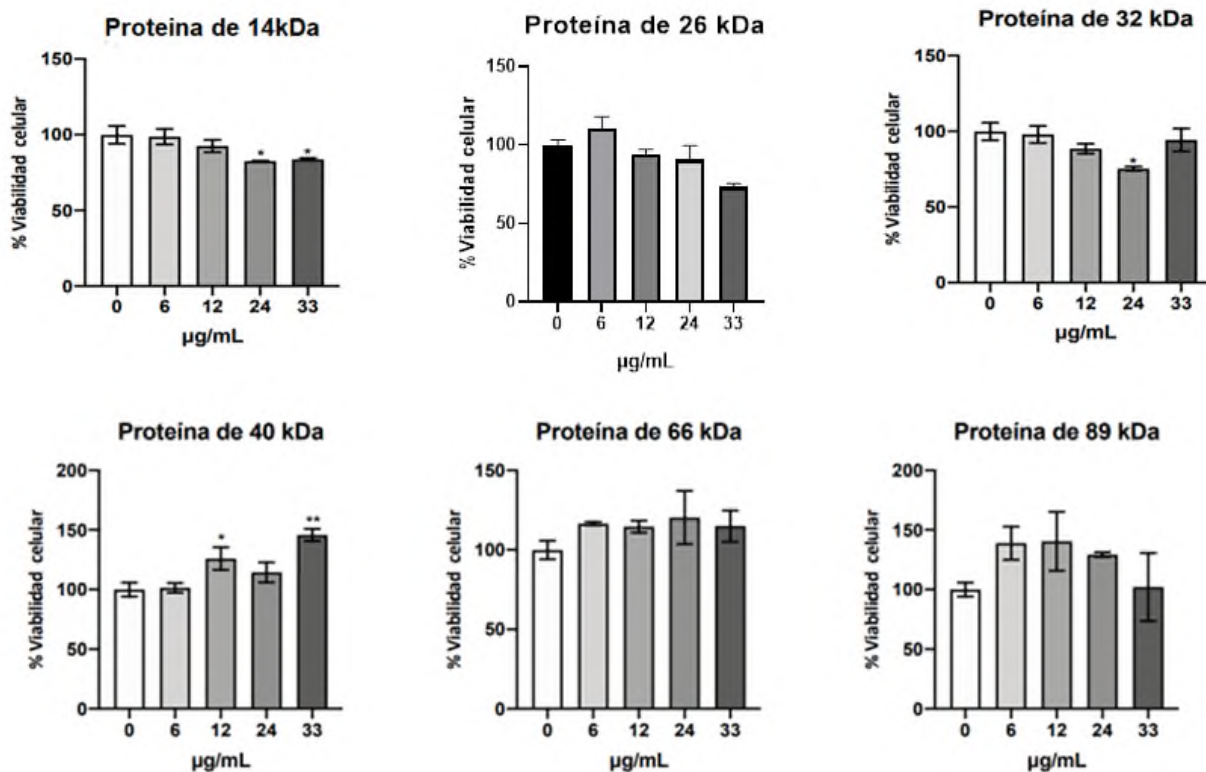 Proteína de 14kDa
% Viabilidad celular
150
100
50
0
* *
0 6 12 24 33
µg/mL
Proteína de 26 kDa
% Viabilidad celular
150
100
50
0
0 6 12 24 33
µg/mL
Proteína de 32 kDa
% Viabilidad celular
150
100
50
0
*
0 6 12 24 33
µg/mL
Proteína de 40 kDa
% Viabilidad celular
200
150
100
50
0
* **
0 6 12 24 33
µg/mL
Proteína de 66 kDa
% Viabilidad celular
150
100
50
0
0 6 12 24 33
µg/mL
Proteína de 89 kDa
% Viabilidad celular
200
150
100
50
0
0 6 12 24 33
µg/mL